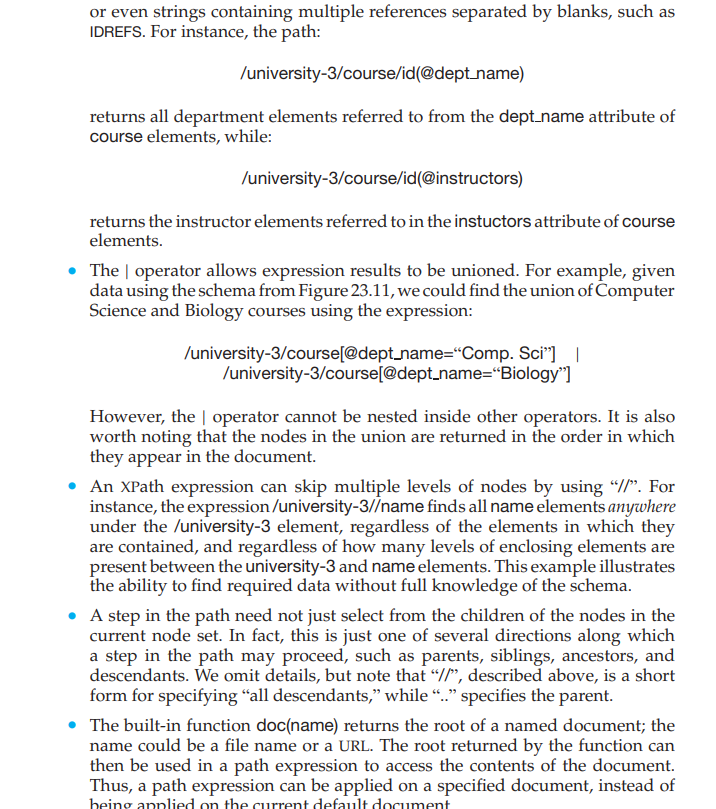 or even strings containing multiple references separated by blanks, such as
IDREFS. For instance, the path:
/university-3/course/id(@dept_name)
returns all department elements referred to from the dept_name attribute of
course elements, while:
/university-3/course/id(@instructors)
returns the instructor elements referred to in the instuctors attribute of course
elements.
• The | operator allows expression results to be unioned. For example, given
data using the schema from Figure 23.11, we could find the union of Computer
Science and Biology courses using the expression:
/university-3/course[@dept_name=“Comp. Sci”] |
/university-3/course[@dept_name=“Biology”]
However, the | operator cannot be nested inside other operators. It is also
worth noting that the nodes in the union are returned in the order in which
they appear in the document.
• An XPath expression can skip multiple levels of nodes by using “//”. For
instance, the expression /university-3//name finds all name elements anywhere
under the /university-3 element, regardless of the elements in which they
are contained, and regardless of how many levels of enclosing elements are
present between the university-3 and name elements. This example illustrates
the ability to find required data without full knowledge of the schema.
• A step in the path need not just select from the children of the nodes in the
current node set. In fact, this is just one of several directions along which
a step in the path may proceed, such as parents, siblings, ancestors, and
descendants. We omit details, but note that “//”, described above, is a short
form for specifying “all descendants,” while “..” specifies the parent.
• The built-in function doc(name) returns the root of a named document; the
name could be a file name or a URL. The root returned by the function can
then be used in a path expression to access the contents of the document.
Thus, a path expression can be applied on a specified document, instead of
being applied on the current default document.